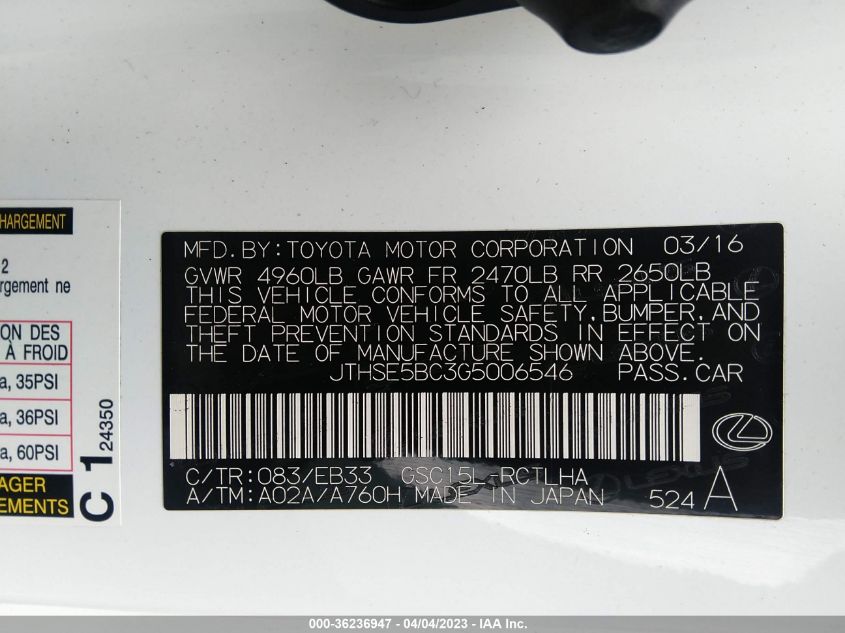 CHARGEMENT
2
rgement ne
ION DES
À FROID
a, 35PSI
a, 36PSI
a, 60PSI
AGER
EMENTS
C 1 24350
MFD. BY: TOYOTA MOTOR CORPORATION 03/16
GVWR 4960LB GAWR FR 2470LB RR 2650LB
THIS VEHICLE CONFORMS TO ALL APPLICABLE
FEDERAL MOTOR VEHICLE SAFETY, BUMPER, AND
THEFT PREVENTION STANDARDS IN EFFECT ON
THE DATE OF MANUFACTURE SHOWN ABOVE.
JTHSE5BC3G5006546 PASS.CAR
C/TR: 083/EB33 GSC15L-RCTLHA
A/TM: A02A/A760H MADE IN JAPAN 524 A
LEXUS
000-36236947 - 04/04/2023 - IAA Inc.